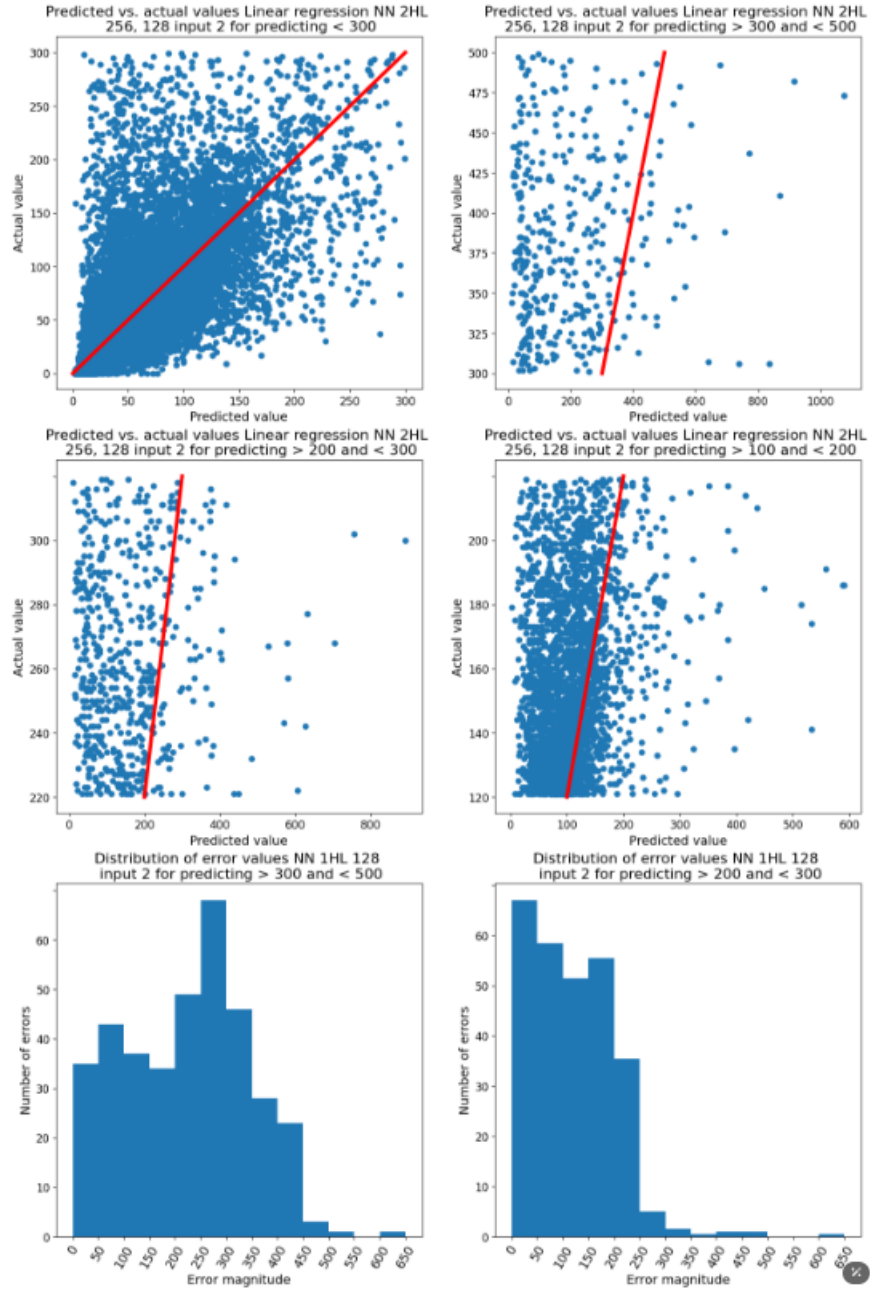 Predicted vs. actual values Linear regression NN 2HL
256, 128 input 2 for predicting < 300
300
250
200
150
100
50
0
Actual value
0 50 100 150 200 250 300
Predicted value
Predicted vs. actual values Linear regression NN 2HL
256, 128 input 2 for predicting > 300 and < 500
500
475
450
425
400
375
350
325
300
Actual value
0 200 400 600 800 1000
Predicted value
Predicted vs. actual values Linear regression NN 2HL
256, 128 input 2 for predicting > 200 and < 300
300
280
260
240
220
Actual value
0 200 400 600 800
Predicted value
Predicted vs. actual values Linear regression NN 2HL
256, 128 input 2 for predicting > 100 and < 200
200
180
160
140
120
Actual value
0 100 200 300 400 500 600
Predicted value
Distribution of error values NN 1HL 128
input 2 for predicting > 300 and < 500
60
50
40
30
20
10
0
Number of errors
0 50 100 150 200 250 300 350 400 450 500 550 600 650
Error magnitude
Distribution of error values NN 1HL 128
input 2 for predicting > 200 and < 300
60
50
40
30
20
10
0
Number of errors
0 50 100 150 200 250 300 350 400 450 500 550 600 650
Error magnitude